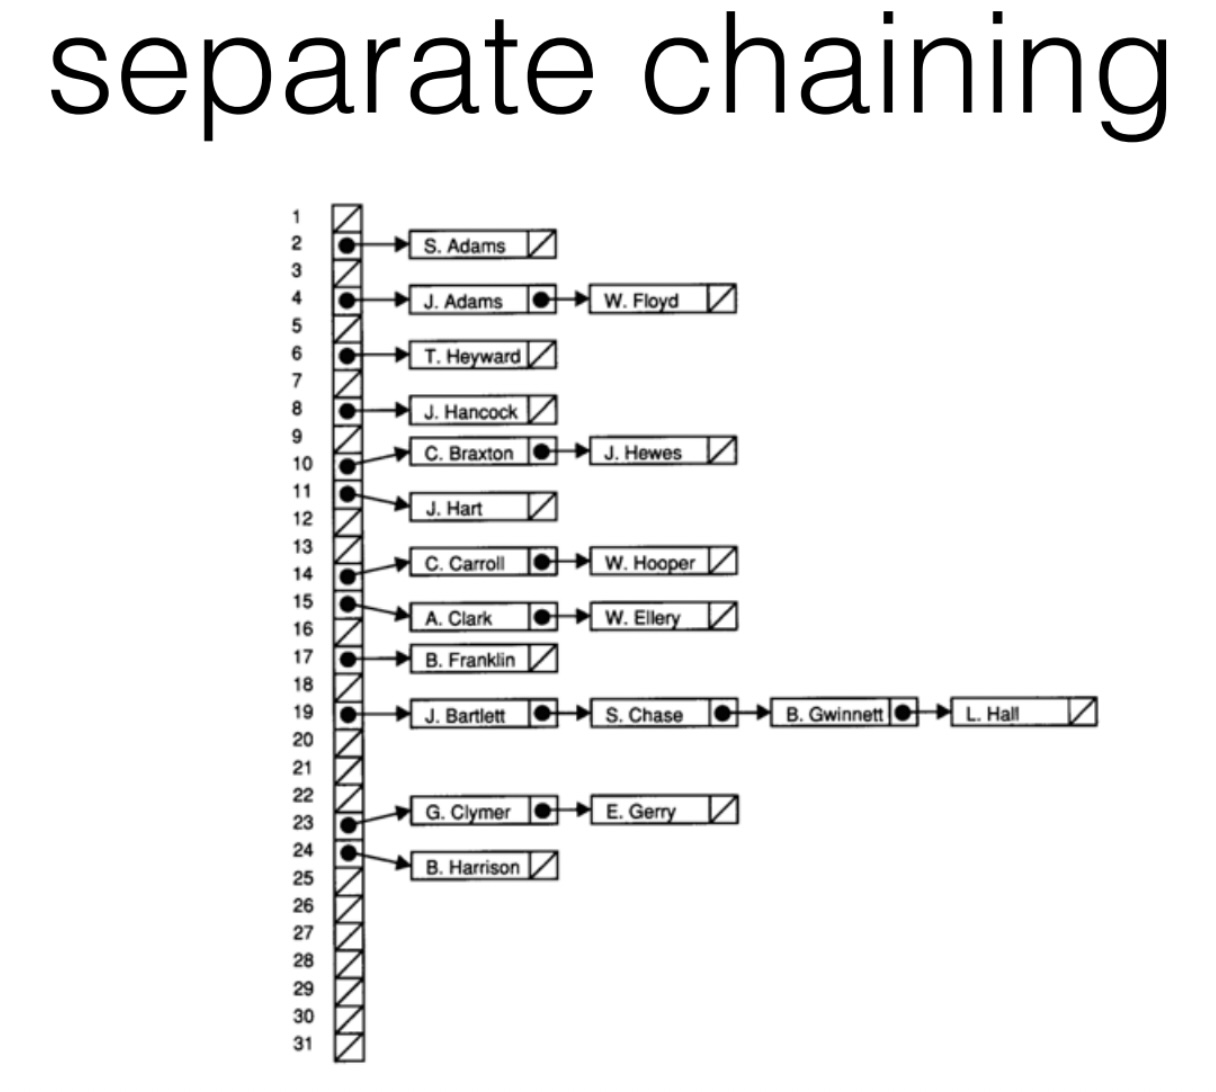 separate chaining
1
2 S. Adams
3
4 J. Adams W. Floyd
5
6 T. Heyward
7
8 J. Hancock
9
10 C. Braxton J. Hewes
11 J. Hart
12
13
14 C. Carroll W. Hooper
15 A. Clark W. Ellery
16
17 B. Franklin
18
19 J. Bartlett S. Chase B. Gwinnett L. Hall
20
21
22
23 G. Clymer E. Gerry
24 B. Harrison
25
26
27
28
29
30
31